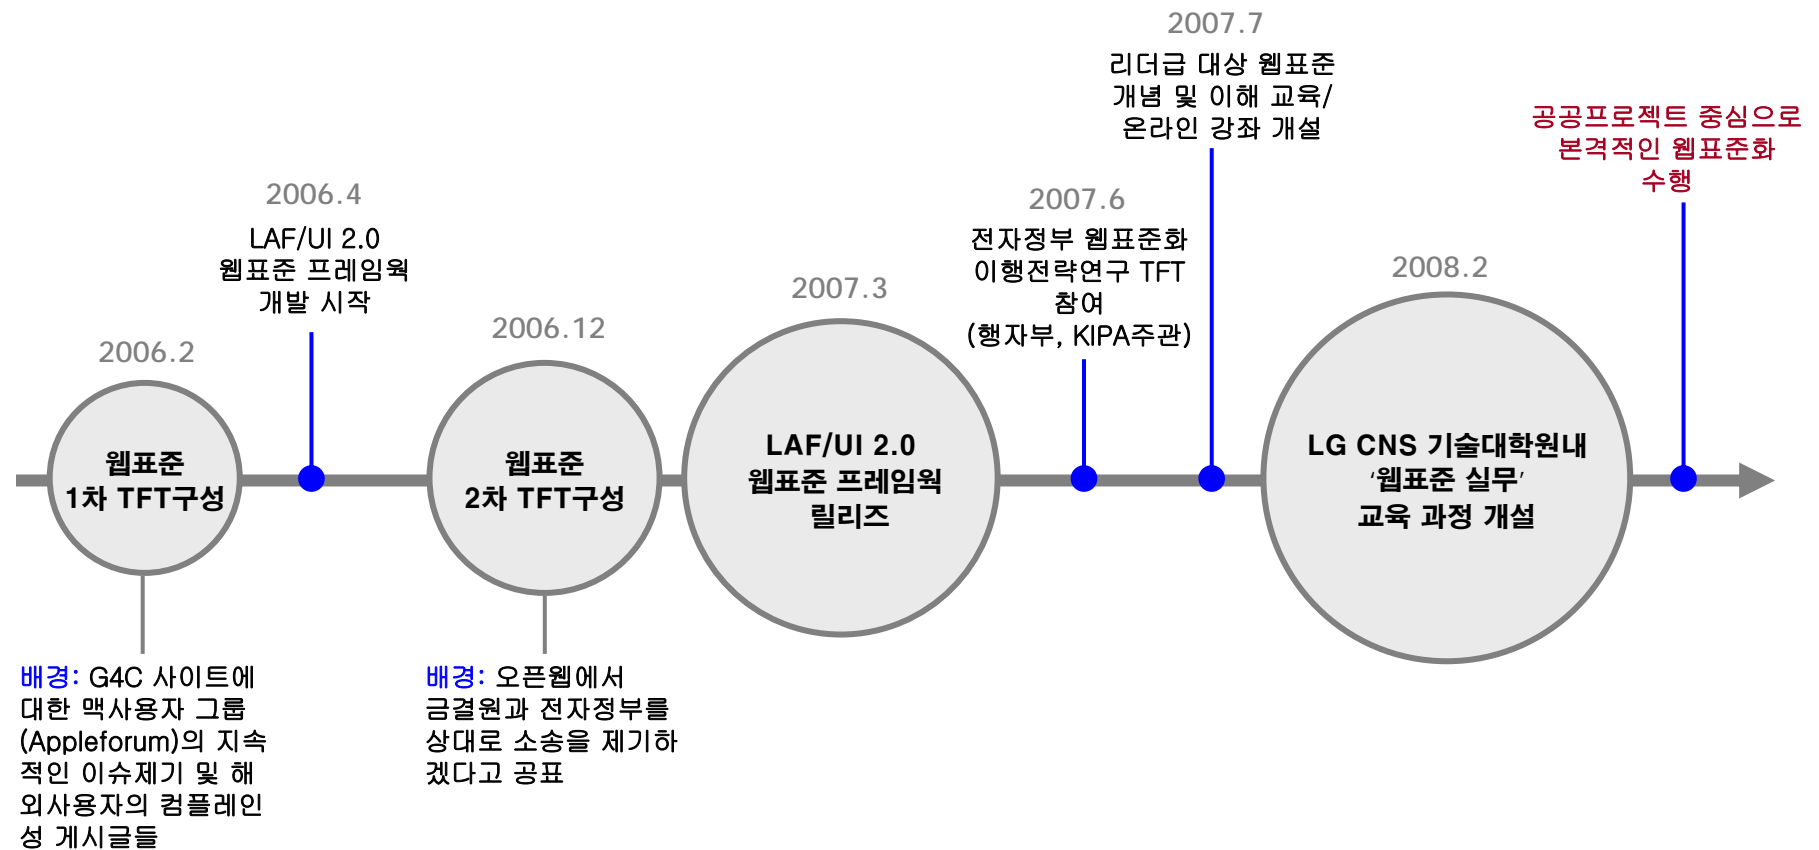 2006.2
웹표준
1차 TFT구성
배경: G4C 사이트에
대한 맥사용자 그룹
(Appleforum)의 지속
적인 이슈제기 및 해
외사용자의 컴플레인
성 게시글들
2006.4
LAF/UI 2.0
웹표준 프레임웍
개발 시작
2006.12
웹표준
2차 TFT구성
배경: 오픈웹에서
금결원과 전자정부를
상대로 소송을 제기하
겠다고 공표
2007.3
LAF/UI 2.0
웹표준 프레임웍
릴리즈
2007.6
전자정부 웹표준화
이행전략연구 TFT
참여
(행자부, KIPA주관)
2007.7
리더급 대상 웹표준
개념 및 이해 교육/
온라인 강좌 개설
2008.2
LG CNS 기술대학원내
‘웹표준 실무’
교육 과정 개설
공공프로젝트 중심으로
본격적인 웹표준화
수행